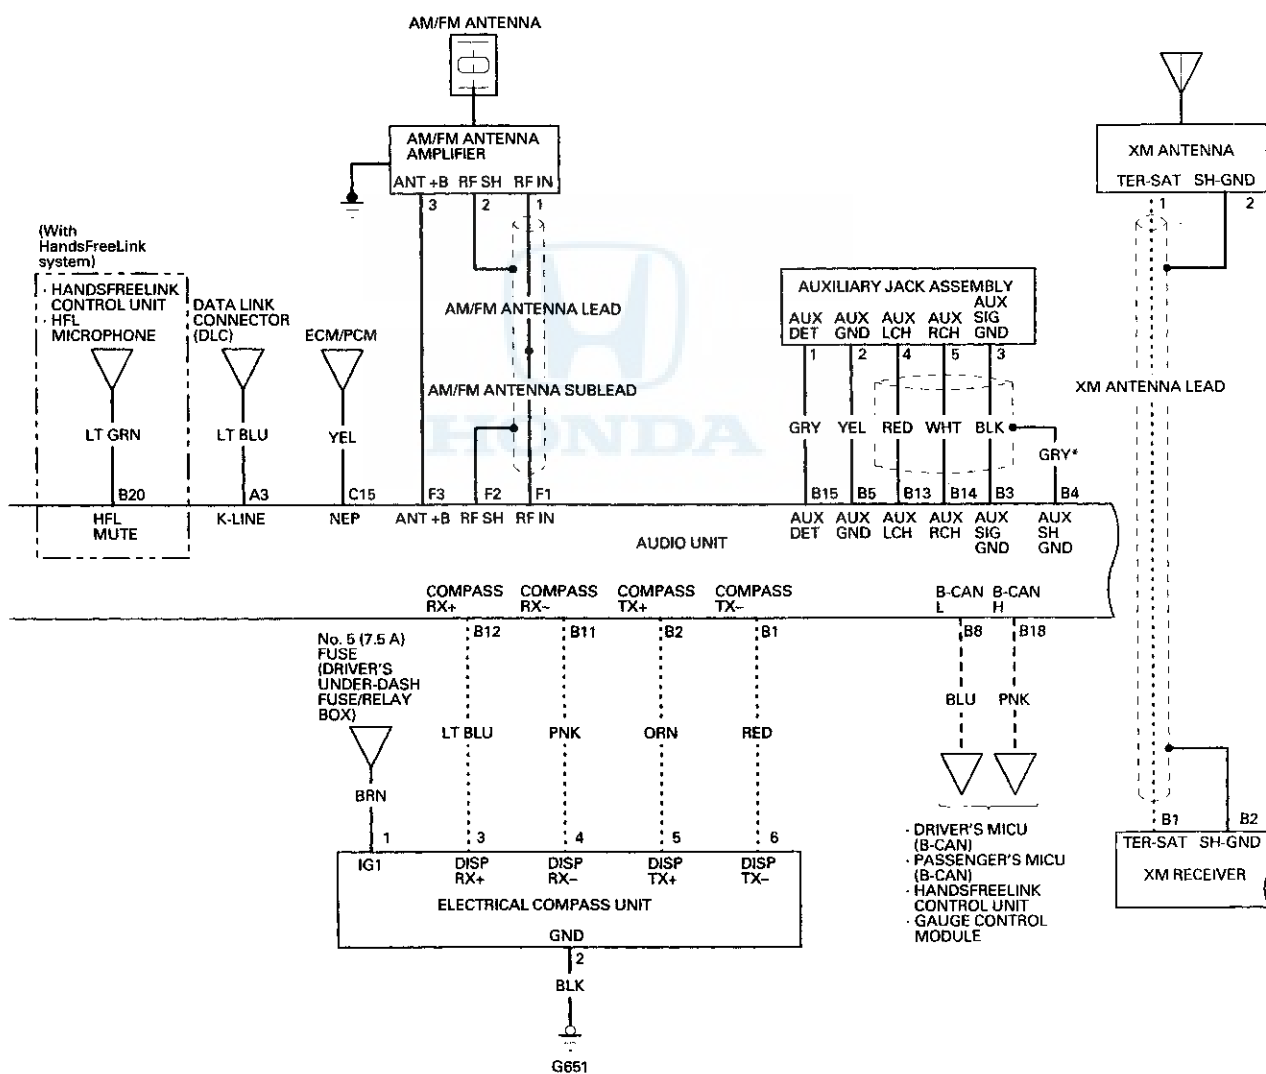 AM/FM ANTENNA
AM/FM ANTENNA
AMPLIFIER
ANT +B RF SH RF IN
3 2 1
XM ANTENNA
TER-SAT SH-GND
1 2
(With
HandsFreeLink
system)
· HANDSFREELINK
CONTROL UNIT
· HFL
MICROPHONE
DATA LINK
CONNECTOR
(DLC)
ECM/PCM
AM/FM ANTENNA LEAD
AM/FM ANTENNA SUBLEAD
HONDA
AUXILIARY JACK ASSEMBLY
AUX
DET
AUX
GND
AUX
LCH
AUX
RCH
AUX
SIG
GND
1 2 4 5 3
XM ANTENNA LEAD
LT GRN LT BLU YEL
GRY YEL RED WHT BLK
GRY*
B20 A3 C15 F3 F2 F1 B15 B5 B13 B14 B3 B4
HFL
MUTE
K-LINE NEP ANT +B RF SH RF IN
AUX
DET
AUX
GND
AUX
LCH
AUX
RCH
AUX
SIG
GND
AUX
SH
GND
AUDIO UNIT
COMPASS
RX+
COMPASS
RX−
COMPASS
TX+
COMPASS
TX−
B-CAN
L
B-CAN
H
B12 B11 B2 B1 B8 B18
No. 5 (7.5 A)
FUSE
(DRIVER'S
UNDER-DASH
FUSE/RELAY
BOX)
LT BLU PNK ORN RED
BLU PNK
BRN
1 3 4 5 6
IG1
DISP
RX+
DISP
RX−
DISP
TX+
DISP
TX−
ELECTRICAL COMPASS UNIT
GND
2
BLK
G651
· DRIVER'S MICU
(B-CAN)
· PASSENGER'S MICU
(B-CAN)
· HANDSFREELINK
CONTROL UNIT
· GAUGE CONTROL
MODULE
B1 B2
TER-SAT SH-GND
XM RECEIVER